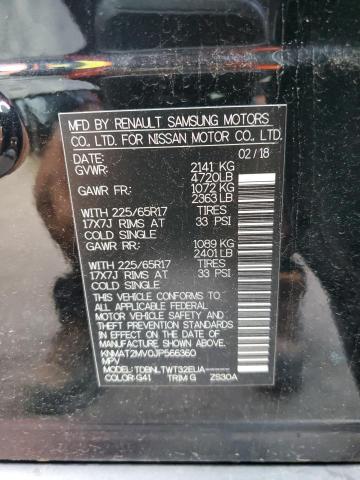 MFD BY RENAULT SAMSUNG MOTORS
CO. LTD. FOR NISSAN MOTOR CO., LTD.
DATE: 02/18
GVWR: 2141 KG
4720LB
GAWR FR: 1072 KG
2363 LB
WITH 225/65R17 TIRES
17X7J RIMS AT 33 PSI
COLD SINGLE
GAWR RR: 1089 KG
2401 LB
WITH 225/65R17 TIRES
17X7J RIMS AT 33 PSI
COLD SINGLE
THIS VEHICLE CONFORMS TO
ALL APPLICABLE FEDERAL
MOTOR VEHICLE SAFETY
STANDARDS IN EFFECT ON
THE DATE OF
MANUFACTURE SHOWN ABOVE.
KNMAT2MV0JP566360
MPV
MODEL: TDBNLTWT32EUA-----
COLOR: G41 TRIM G ZS30A